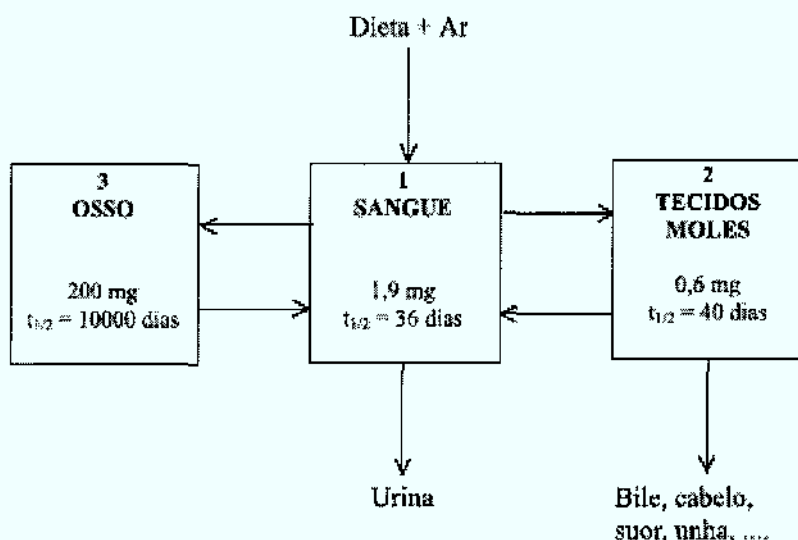 Dieta + Ar
3
OSSO
200 mg
t1/2 = 10000 dias
1
SANGUE
1,9 mg
t1/2 = 36 dias
2
TECIDOS
MOLES
0,6 mg
t1/2 = 40 dias
Urina
Bile, cabelo,
suor, unha, ....